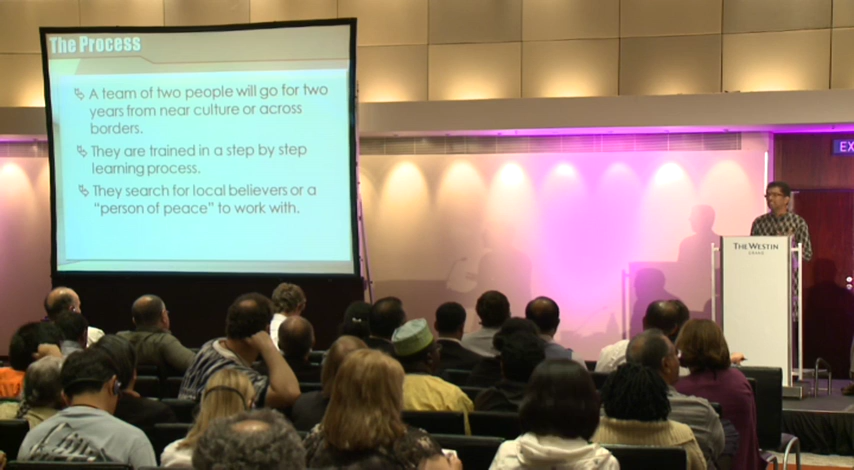 The Process
A team of two people will go for two
years from near culture or across
borders.
They are trained in a step by step
learning process.
They search for local believers or a
"person of peace" to work with.
EX
THE WESTIN